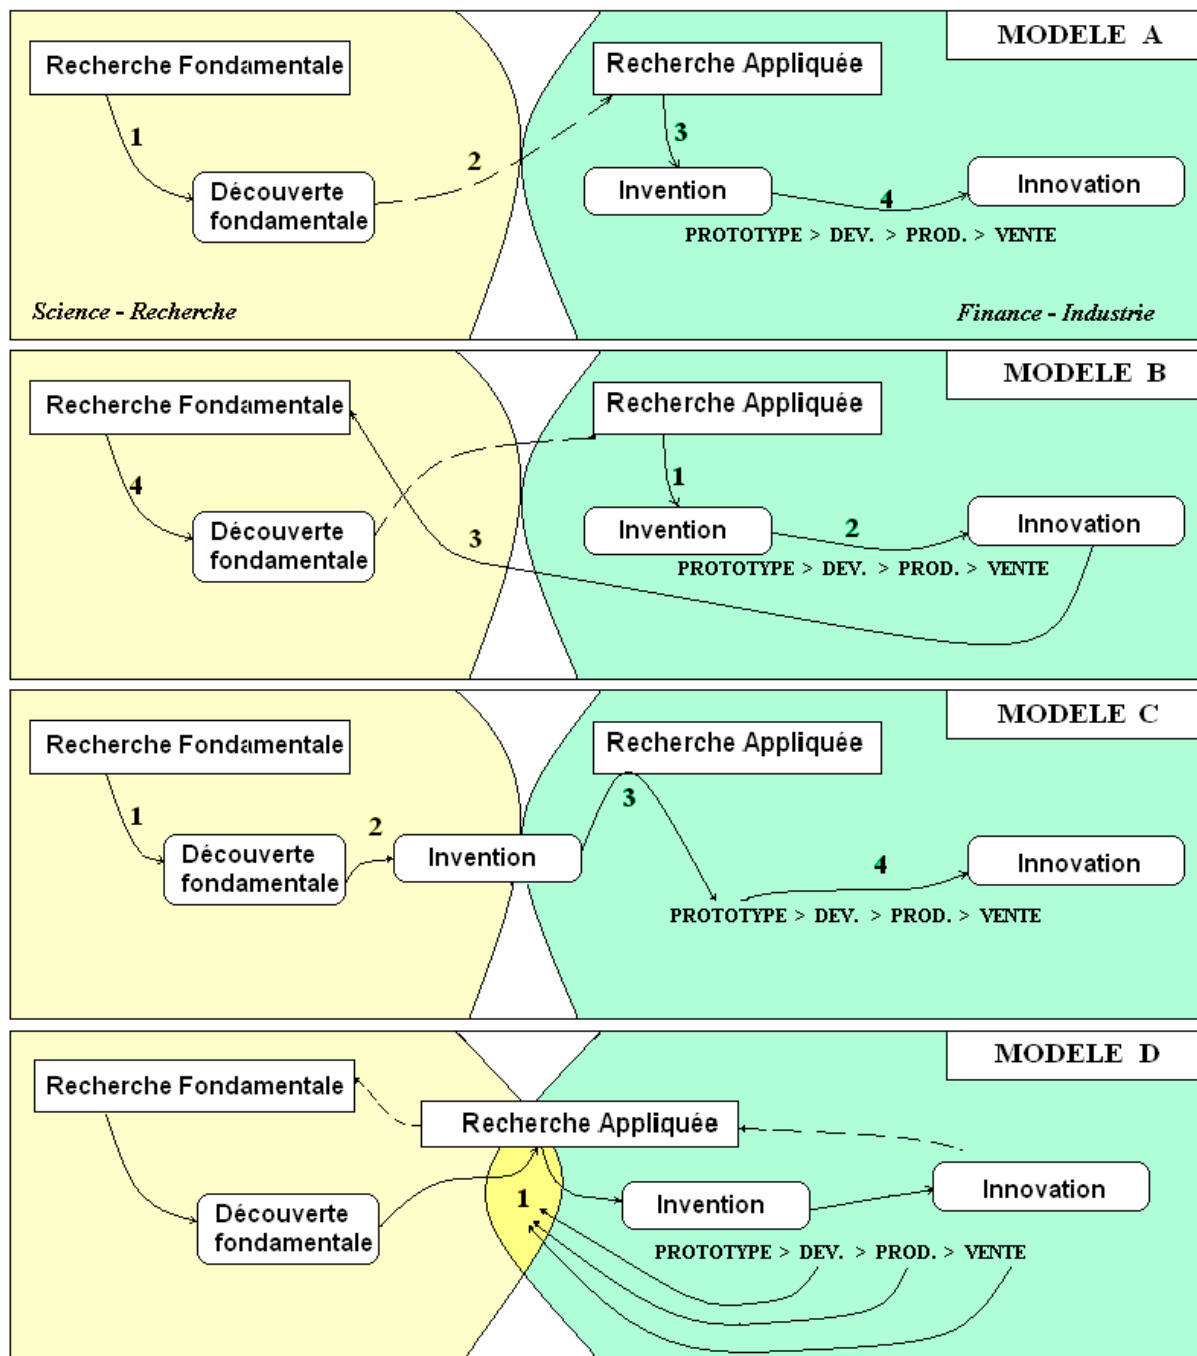 MODELE A
Recherche Fondamentale
Recherche Appliquée
1
2
3
Découverte
fondamentale
Invention
4
Innovation
PROTOTYPE > DEV. > PROD. > VENTE
Science - Recherche
Finance - Industrie
MODELE B
Recherche Fondamentale
Recherche Appliquée
4
1
Découverte
fondamentale
3
Invention
2
Innovation
PROTOTYPE > DEV. > PROD. > VENTE
MODELE C
Recherche Fondamentale
Recherche Appliquée
1
2
3
Découverte
fondamentale
Invention
4
Innovation
PROTOTYPE > DEV. > PROD. > VENTE
MODELE D
Recherche Fondamentale
Recherche Appliquée
1
Découverte
fondamentale
Invention
Innovation
PROTOTYPE > DEV. > PROD. > VENTE